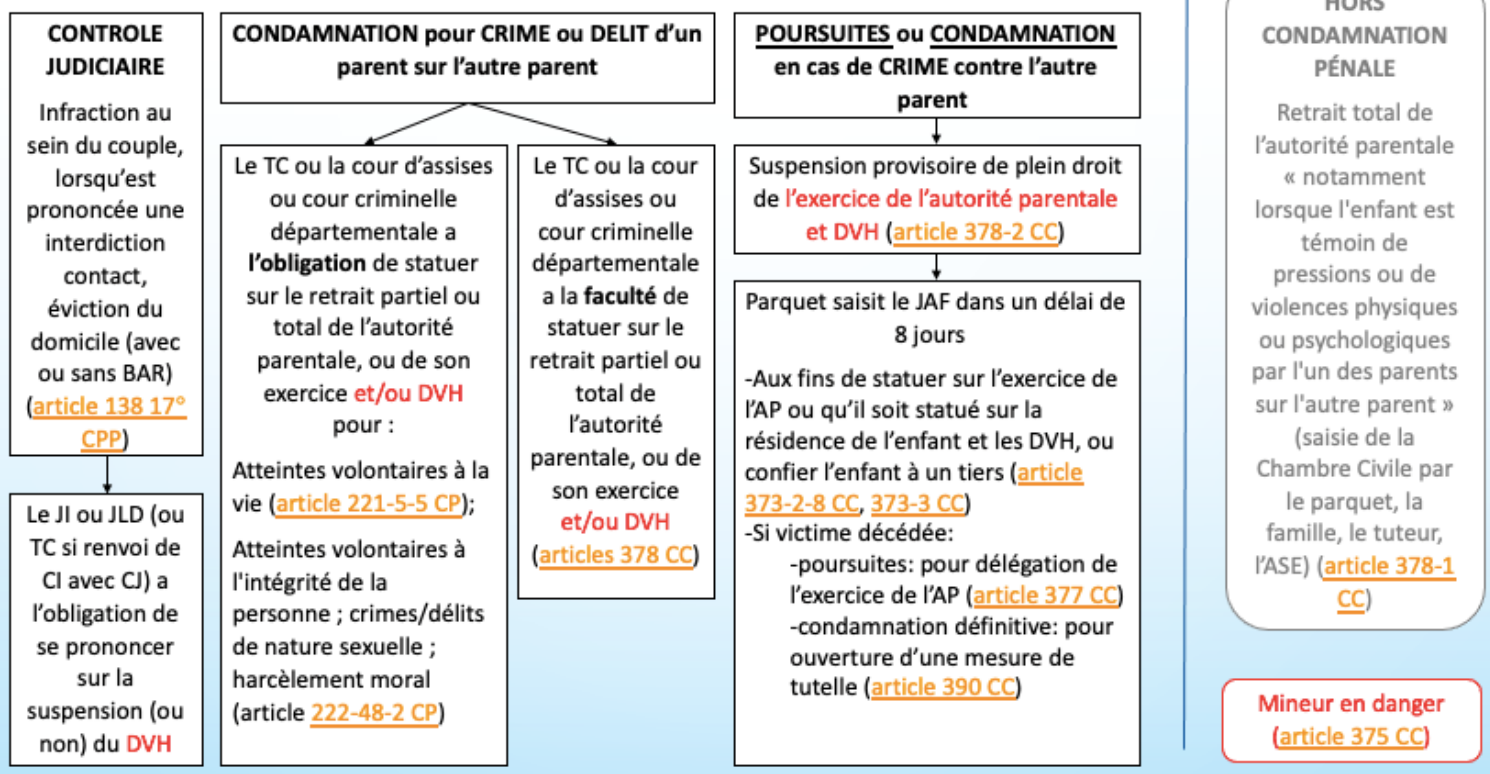 CONTROLE
JUDICIAIRE
Infraction au
sein du couple,
lorsqu'est
prononcée une
interdiction
contact,
éviction du
domicile (avec
ou sans BAR)
(article 138 17°
CPP)
Le JI ou JLD (ou
TC si renvoi de
CI avec CJ) a
l'obligation de
se prononcer
sur la
suspension (ou
non) du DVH
CONDAMNATION pour CRIME ou DELIT d'un
parent sur l'autre parent
Le TC ou la cour d'assises
ou cour criminelle
départementale a
l'obligation de statuer
sur le retrait partiel ou
total de l'autorité
parentale, ou de son
exercice et/ou DVH
pour :
Atteintes volontaires à la
vie (article 221-5-5 CP);
Atteintes volontaires à
l'intégrité de la
personne ; crimes/délits
de nature sexuelle ;
harcèlement moral
(article 222-48-2 CP)
Le TC ou la cour
d'assises ou
cour criminelle
départementale
a la faculté de
statuer sur le
retrait partiel ou
total de
l'autorité
parentale, ou de
son exercice
et/ou DVH
(articles 378 CC)
POURSUITES ou CONDAMNATION
en cas de CRIME contre l'autre
parent
Suspension provisoire de plein droit
de l'exercice de l'autorité parentale
et DVH (article 378-2 CC)
Parquet saisit le JAF dans un délai de
8 jours
-Aux fins de statuer sur l'exercice de
l'AP ou qu'il soit statué sur la
résidence de l'enfant et les DVH, ou
confier l'enfant à un tiers (article
373-2-8 CC, 373-3 CC)
-Si victime décédée:
-poursuites: pour délégation de
l'exercice de l'AP (article 377 CC)
-condamnation définitive: pour
ouverture d'une mesure de
tutelle (article 390 CC)
HORS
CONDAMNATION
PÉNALE
Retrait total de
l'autorité parentale
« notamment
lorsque l'enfant est
témoin de
pressions ou de
violences physiques
ou psychologiques
par l'un des parents
sur l'autre parent »
(saisie de la
Chambre Civile par
le parquet, la
famille, le tuteur,
l'ASE) (article 378-1
CC)
Mineur en danger
(article 375 CC)